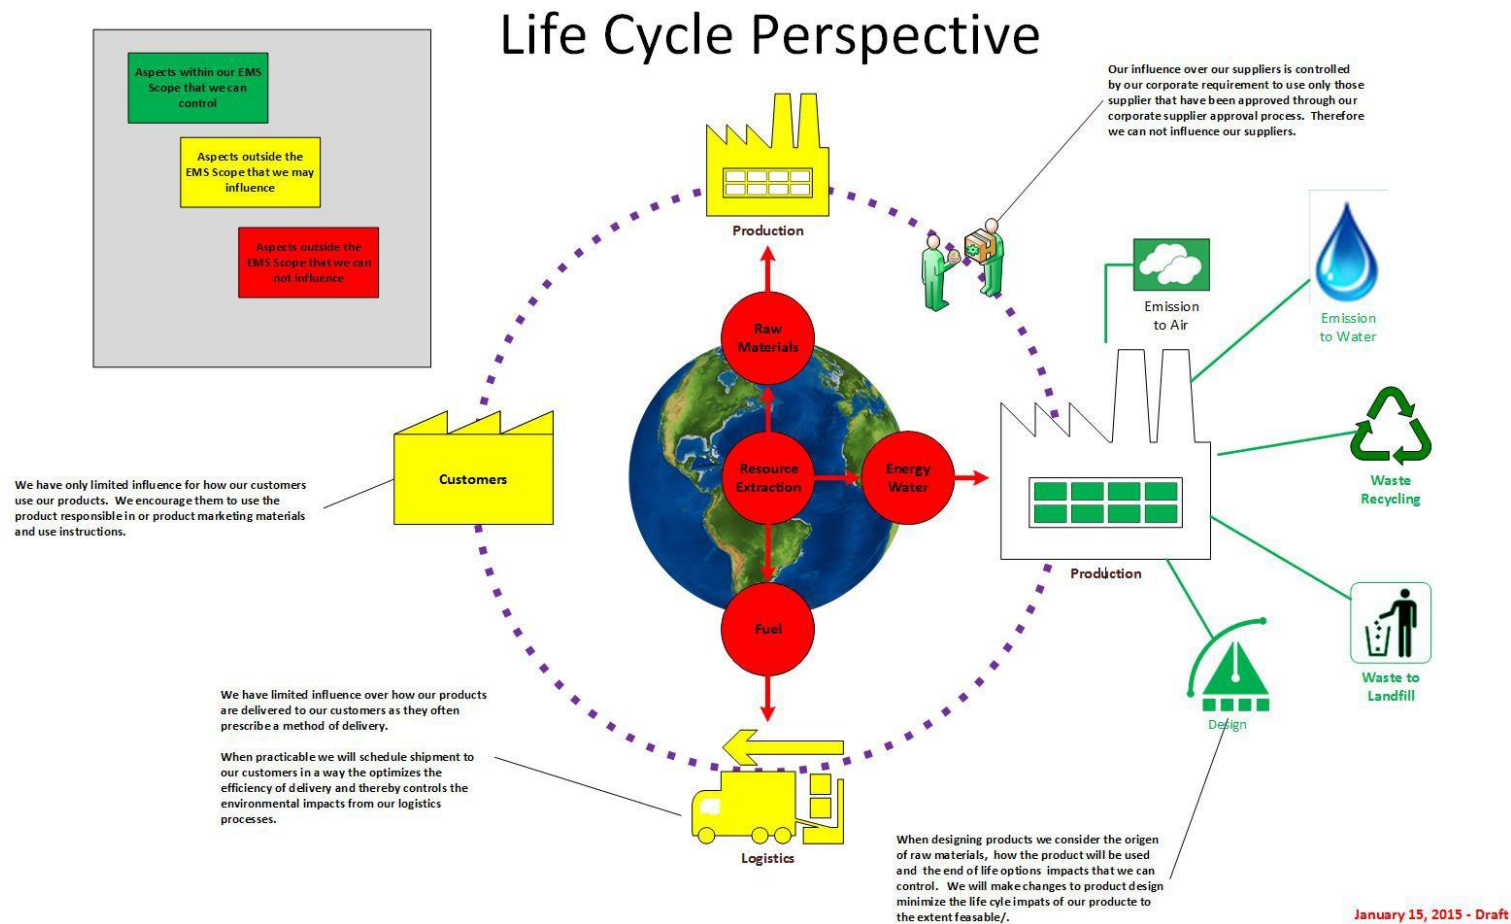 Life Cycle Perspective
Aspects within our EMS
Scope that we can
control
Aspects outside the
EMS Scope that we may
influence
Aspects outside the
EMS Scope that we can
not influence
Our influence over our suppliers is controlled
by our corporate requirement to use only those
supplier that have been approved through our
corporate supplier approval process.  Therefore
we can not influence our suppliers.
Production
Emission
to Air
Emission
to Water
Raw
Materials
Customers
Resource
Extraction
Energy
Water
Waste
Recycling
We have only limited influence for how our customers
use our products.  We encourage them to use the
product responsible in or product marketing materials
and use instructions.
Production
Fuel
Waste to
Landfill
Design
We have limited influence over how our products
are delivered to our customers as they often
prescribe a method of delivery.
When practicable we will schedule shipment to
our customers in a way the optimizes the
efficiency of delivery and thereby controls the
environmental impacts from our logistics
processes.
Logistics
When designing products we consider the origen
of raw materials,  how the product will be used
and  the end of life options  impacts that we can
control.   We will make changes to product design
minimize the life cyle impats of our producte to
the extent feasable/.
January 15, 2015 - Draft